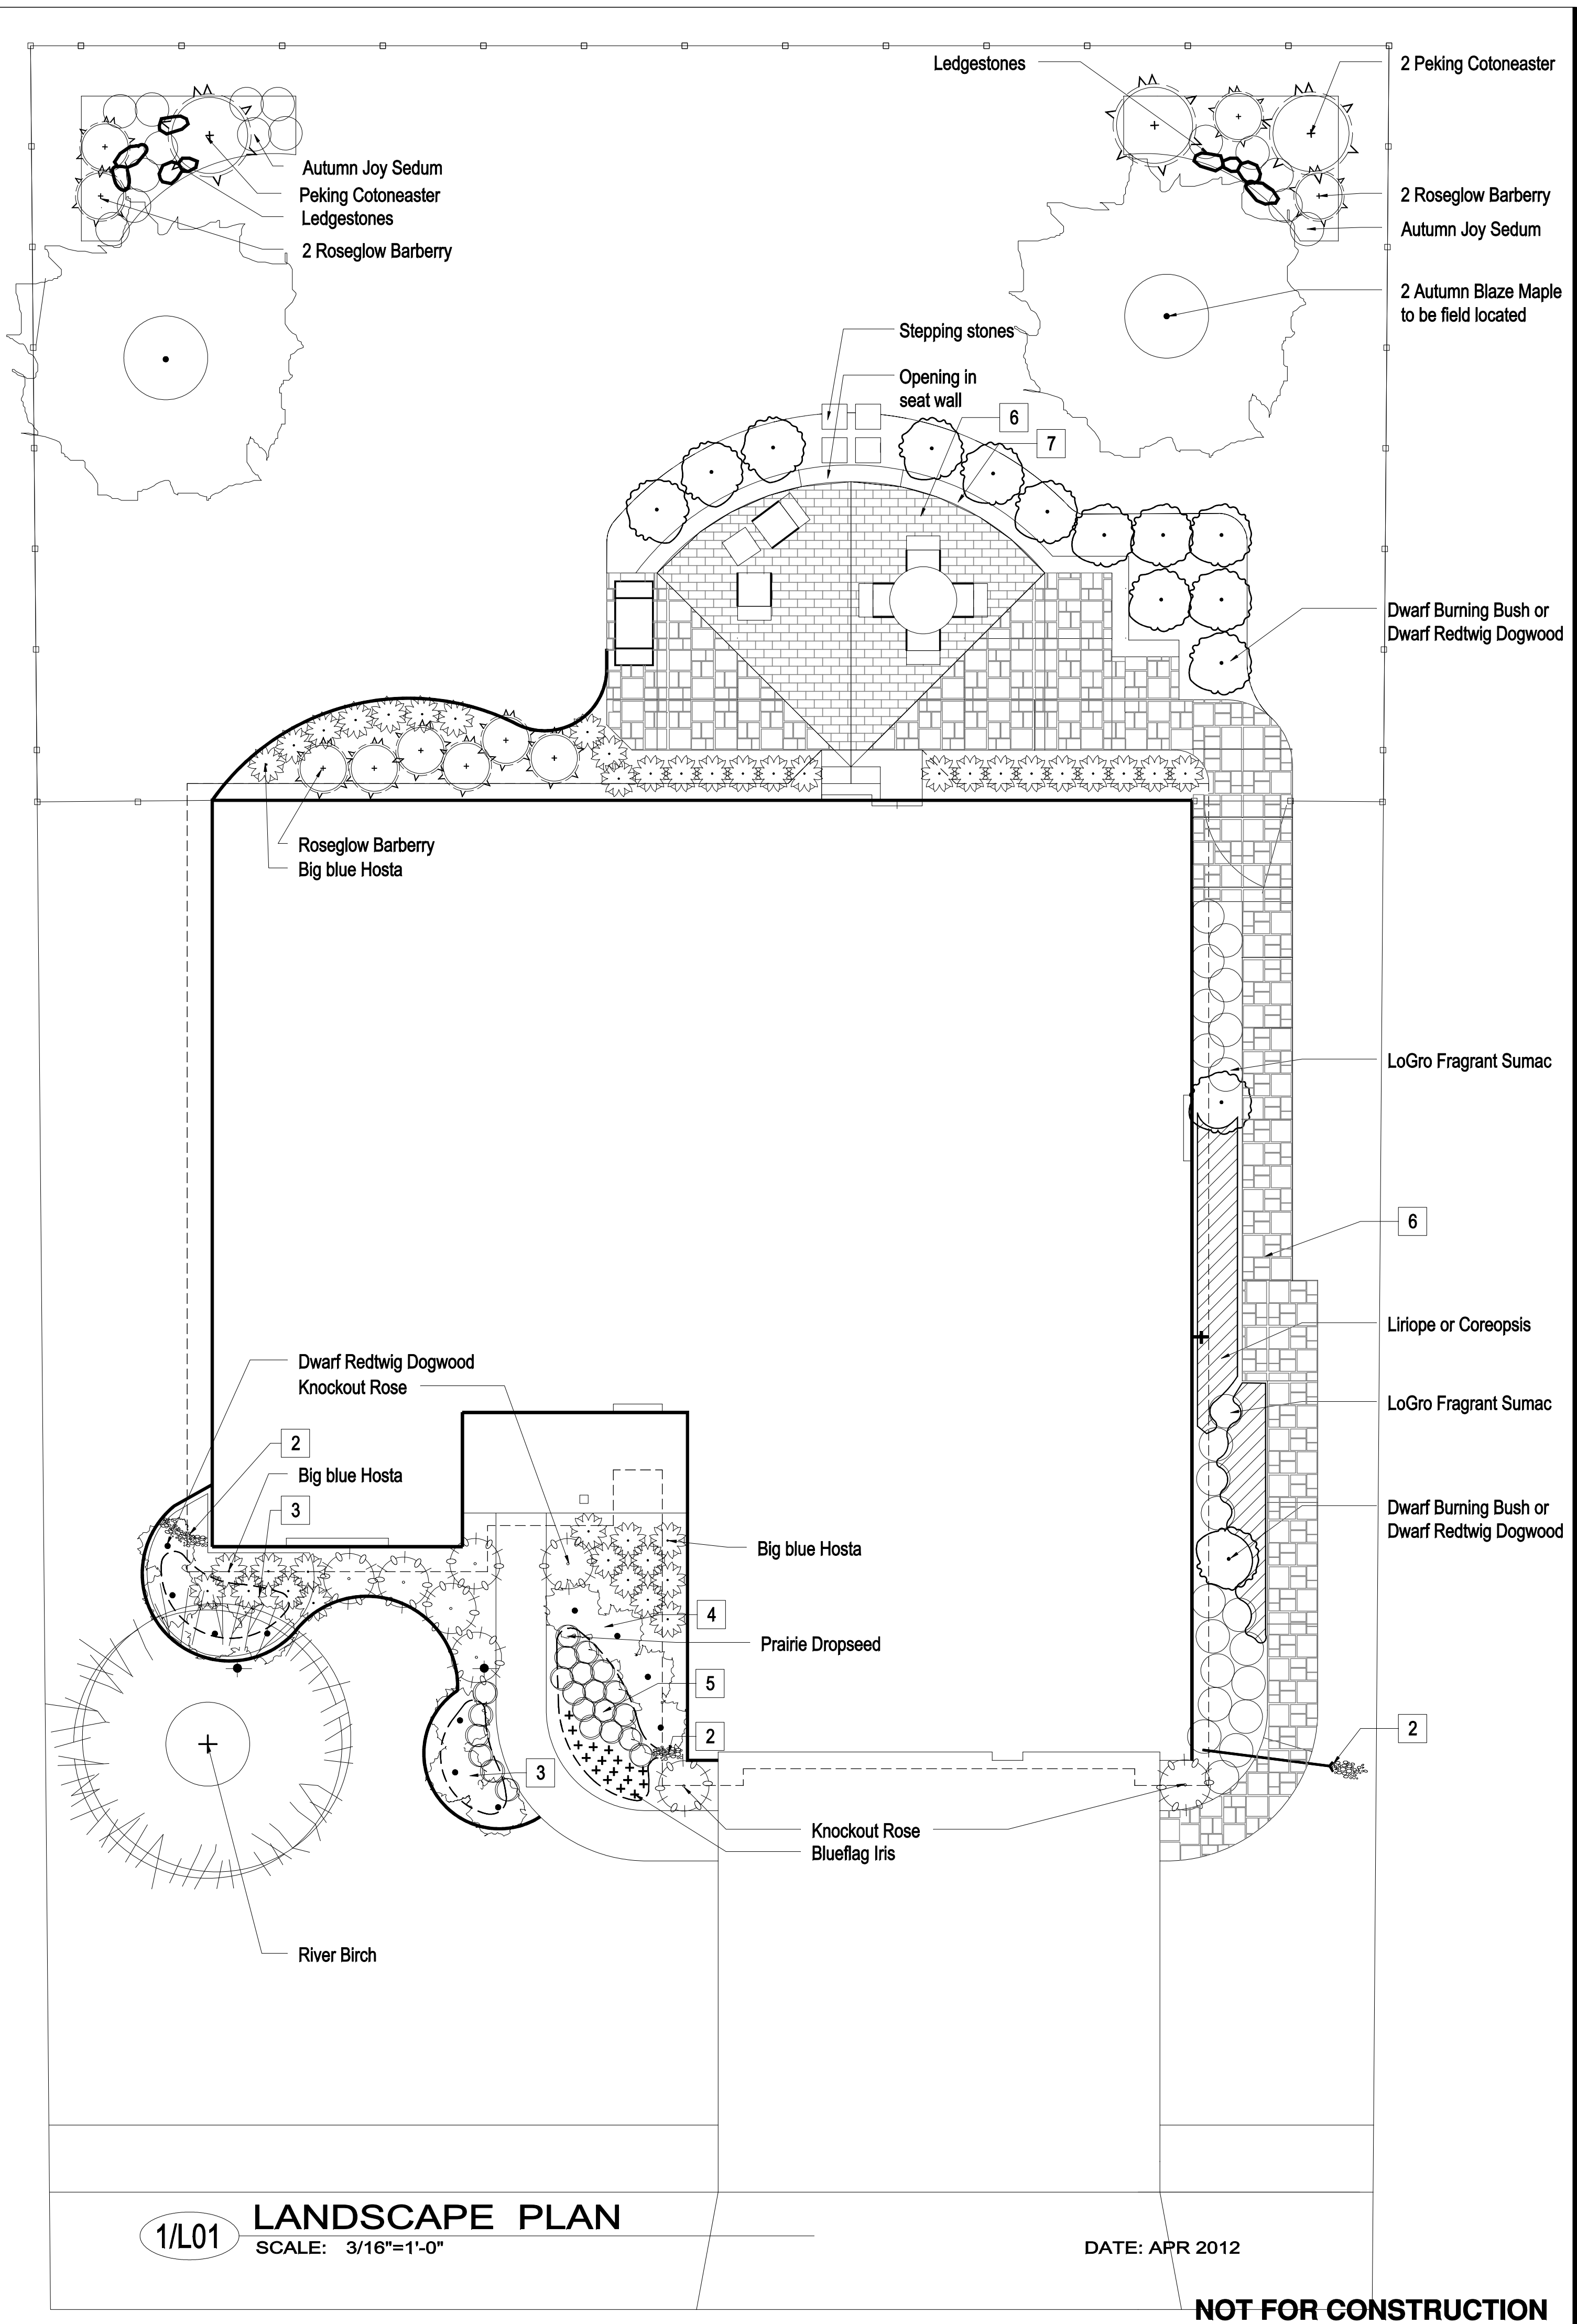 Ledgestones
2 Peking Cotoneaster
Autumn Joy Sedum
Peking Cotoneaster
Ledgestones
2 Roseglow Barberry
2 Roseglow Barberry
Autumn Joy Sedum
2 Autumn Blaze Maple
to be field located
Stepping stones
Opening in
seat wall
6
7
Dwarf Burning Bush or
Dwarf Redtwig Dogwood
Roseglow Barberry
Big blue Hosta
LoGro Fragrant Sumac
6
Liriope or Coreopsis
Dwarf Redtwig Dogwood
Knockout Rose
LoGro Fragrant Sumac
2
Big blue Hosta
3
Dwarf Burning Bush or
Dwarf Redtwig Dogwood
Big blue Hosta
4
Prairie Dropseed
5
2
2
3
Knockout Rose
Blueflag Iris
River Birch
1/L01
LANDSCAPE PLAN
SCALE: 3/16"=1'-0"
DATE: APR 2012
NOT FOR CONSTRUCTION